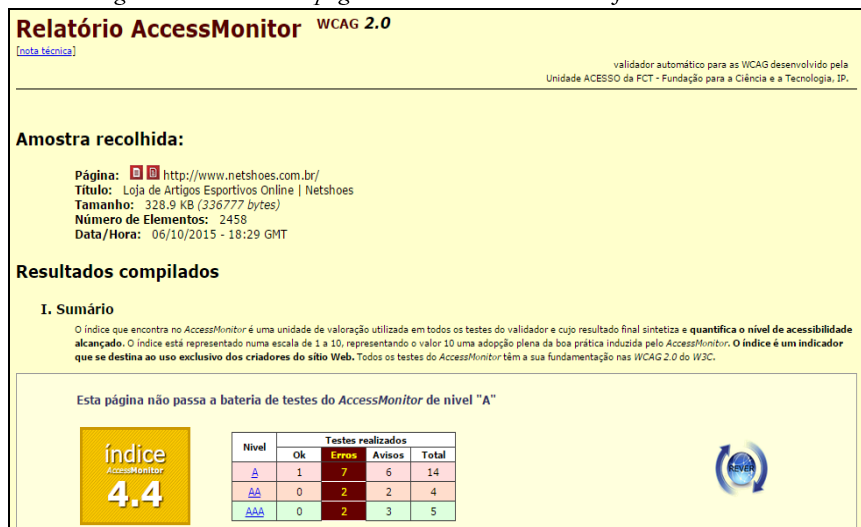 Relatório AccessMonitor WCAG 2.0
[nota técnica]
validador automático para as WCAG desenvolvido pela
Unidade ACESSO da FCT - Fundação para a Ciência e a Tecnologia, IP.
Amostra recolhida:
Página: http://www.netshoes.com.br/
Título: Loja de Artigos Esportivos Online | Netshoes
Tamanho: 328.9 KB (336777 bytes)
Número de Elementos: 2458
Data/Hora: 06/10/2015 - 18:29 GMT
Resultados compilados
I. Sumário
O índice que encontra no AccessMonitor é uma unidade de valoração utilizada em todos os testes do validador e cujo resultado final sintetiza e quantifica o nível de acessibilidade
alcançado. O índice está representado numa escala de 1 a 10, representando o valor 10 uma adopção plena da boa prática induzida pelo AccessMonitor. O índice é um indicador
que se destina ao uso exclusivo dos criadores do sítio Web. Todos os testes do AccessMonitor têm a sua fundamentação nas WCAG 2.0 do W3C.
Esta página não passa a bateria de testes do AccessMonitor de nivel "A"
índice
AccessMonitor
4.4
Nivel Testes realizados
Ok Erros Avisos Total
A 1 7 6 14
AA 0 2 2 4
AAA 0 2 3 5
REVER